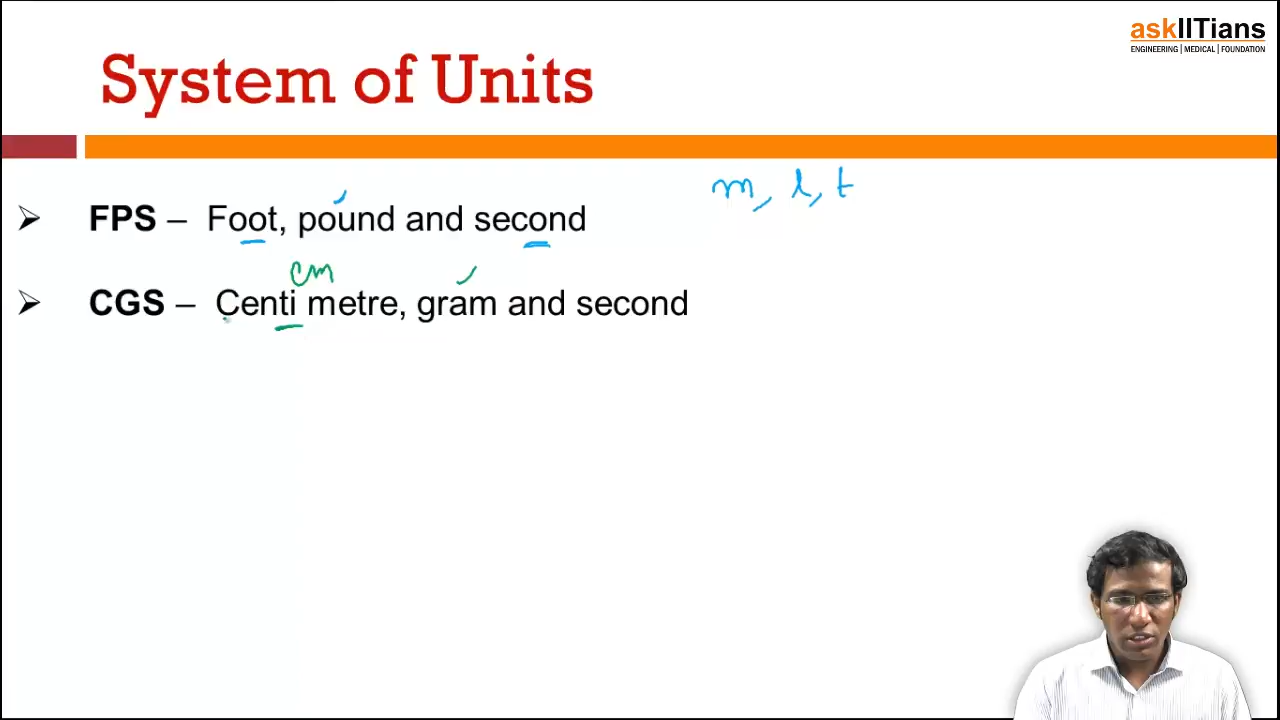 askIITians
ENGINEERING | MEDICAL | FOUNDATION
System of Units
m, l, t
FPS – Foot, pound and second
cm
CGS – Centi metre, gram and second